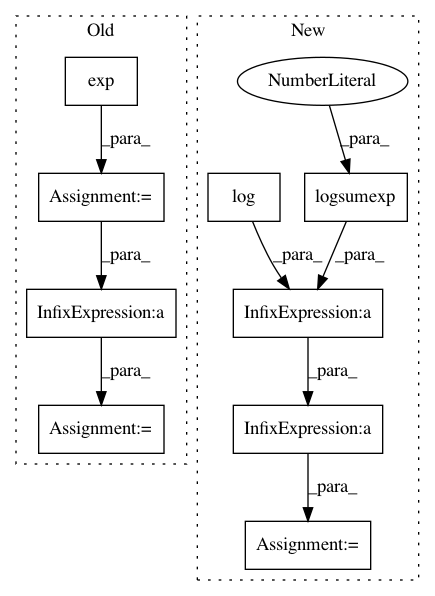 Old
New
exp
NumberLiteral
_para_
_para_
Assignment:=
log
logsumexp
_para_
_para_
_para_
InfixExpression:a
InfixExpression:a
_para_
_para_
Assignment:=
InfixExpression:a
_para_
Assignment:=